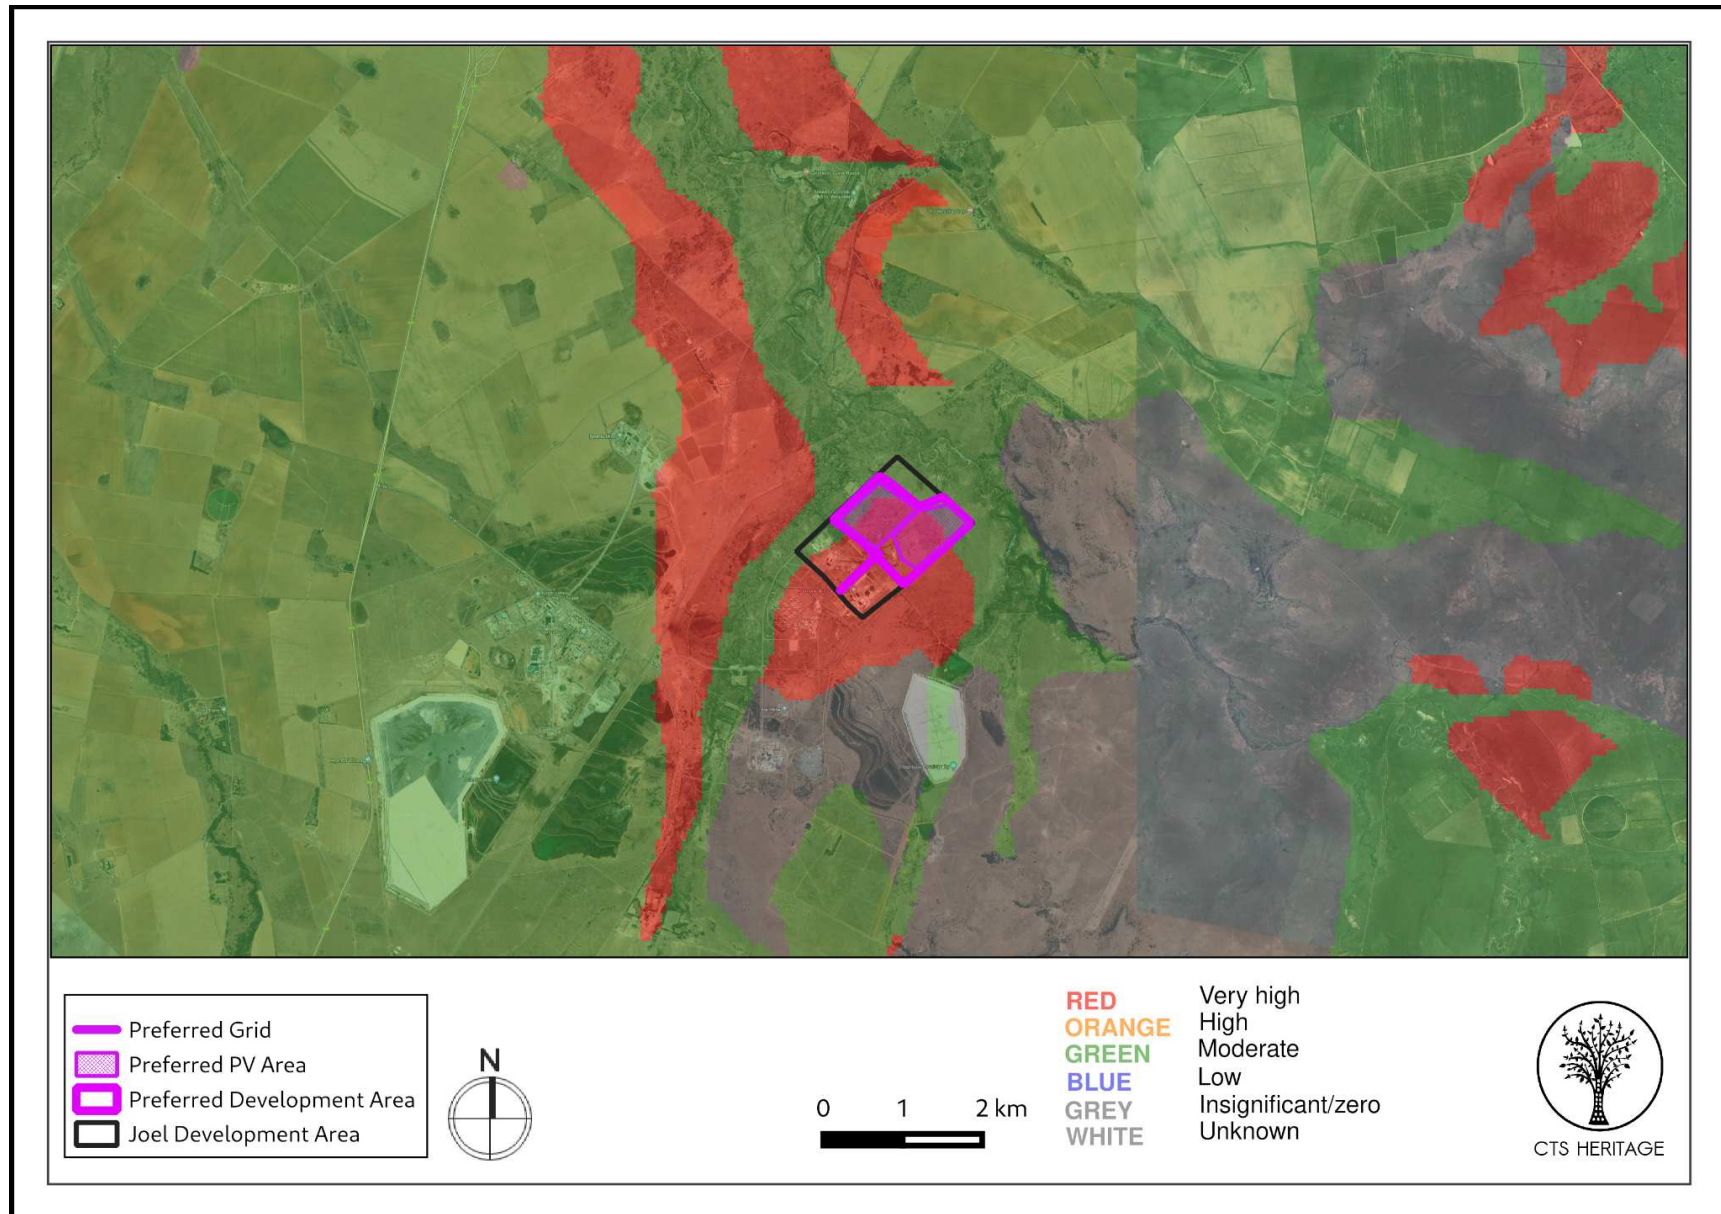 Preferred Grid
Preferred PV Area
Preferred Development Area
Joel Development Area
N
0 1 2 km
RED Very high
ORANGE High
GREEN Moderate
BLUE Low
GREY Insignificant/zero
WHITE Unknown
CTS HERITAGE